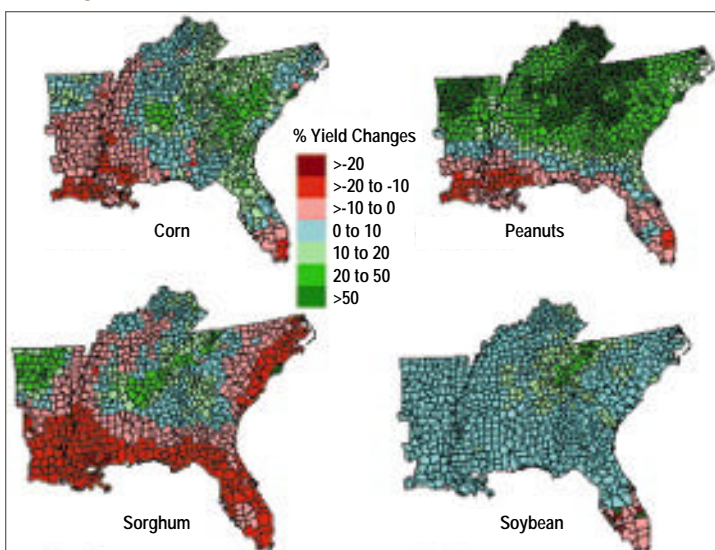 Corn
Peanuts
% Yield Changes
>-20
>-20 to -10
>-10 to 0
0 to 10
10 to 20
20 to 50
>50
Sorghum
Soybean